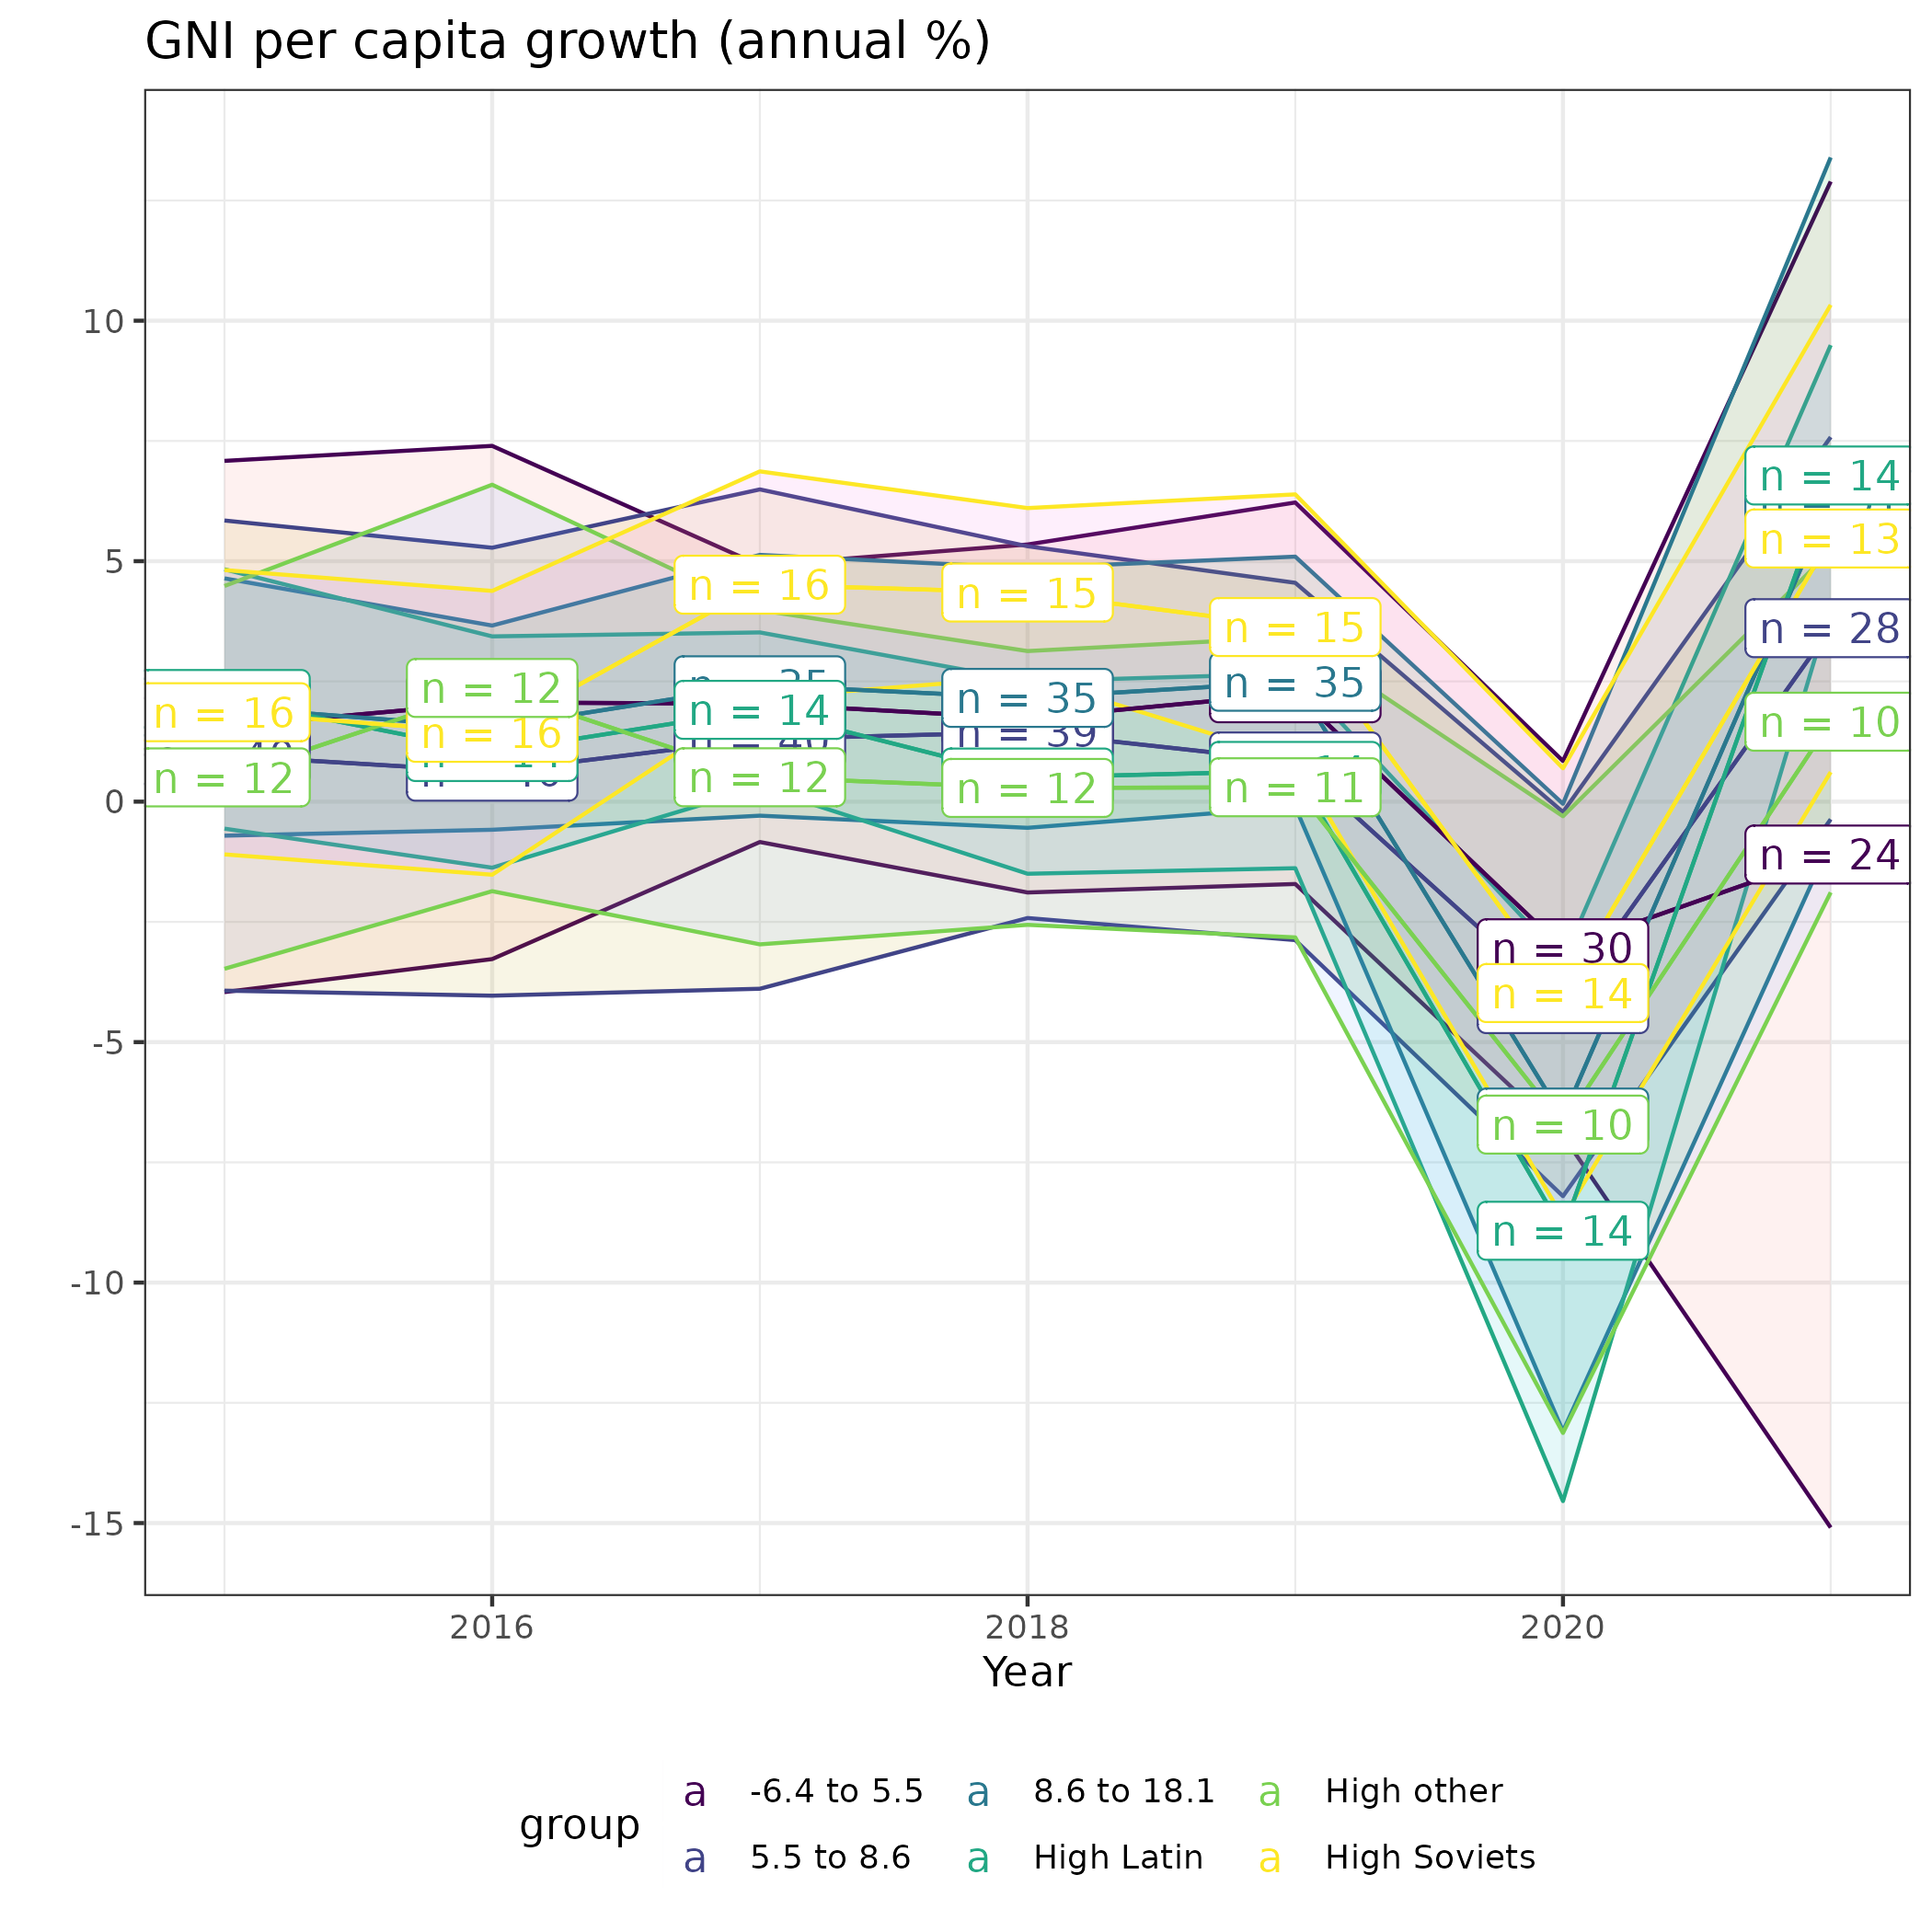 GNI per capita growth (annual %)
10
5
0
-5
-10
-15
n = 16
n = 12
n = 12
n = 16
n = 16
n = 35
n = 14
n = 40
n = 12
n = 15
n = 35
n = 39
n = 12
n = 15
n = 35
n = 11
n = 30
n = 14
n = 10
n = 14
n = 14
n = 13
n = 28
n = 10
n = 24
2016
2018
2020
Year
group
a -6.4 to 5.5 a 8.6 to 18.1 a High other
a 5.5 to 8.6 a High Latin a High Soviets